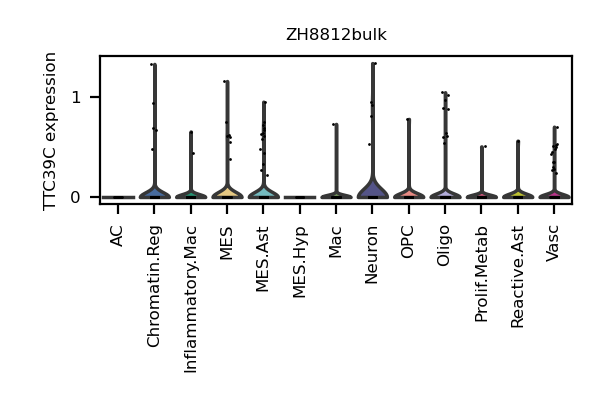 ZH8812bulk
TTC39C expression
1
0
AC
Chromatin.Reg
Inflammatory.Mac
MES
MES.Ast
MES.Hyp
Mac
Neuron
OPC
Oligo
Prolif.Metab
Reactive.Ast
Vasc